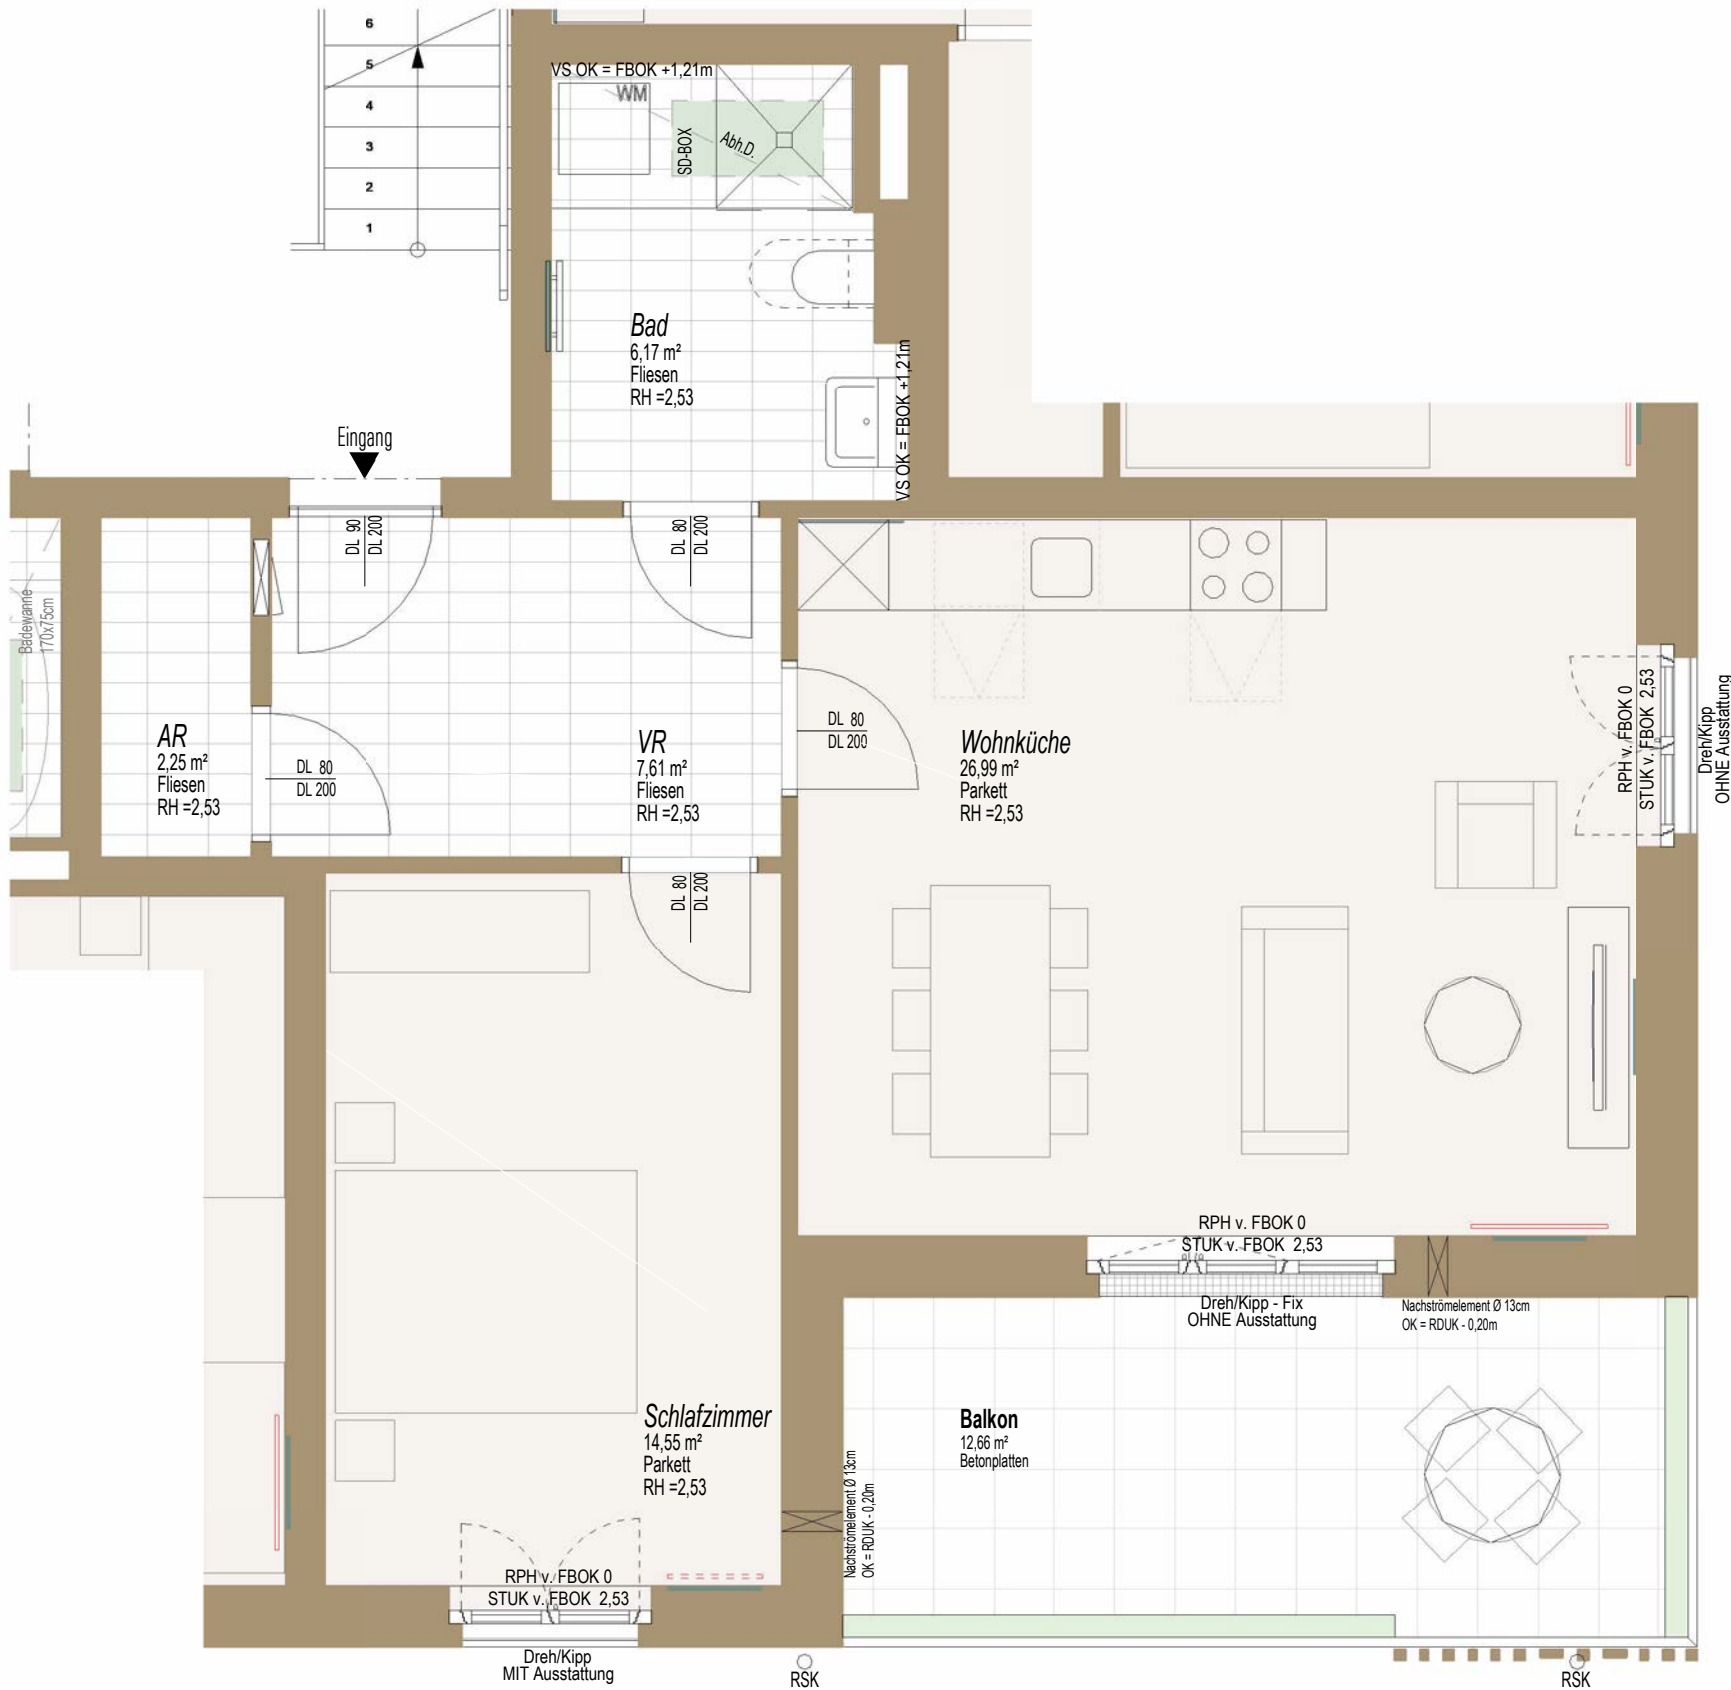 6
5
4
3
2
1
VS OK = FBOK +1,21m
WM
SD-BOX
Abh.D.
Bad
6,17 m²
Fliesen
RH =2,53
VS OK = FBOK +1,21m
Eingang
DL 90
DL 200
DL 80
DL 200
Badewanne
170x75cm
AR
2,25 m²
Fliesen
RH =2,53
DL 80
DL 200
VR
7,61 m²
Fliesen
RH =2,53
DL 80
DL 200
Wohnküche
26,99 m²
Parkett
RH =2,53
RPH v. FBOK 0
STUK v. FBOK 2,53
Dreh/Kipp
OHNE Ausstattung
DL 80
DL 200
RPH v. FBOK 0
STUK v. FBOK 2,53
Dreh/Kipp - Fix
OHNE Ausstattung
Nachströmelement Ø 13cm
OK = RDUK - 0,20m
Schlafzimmer
14,55 m²
Parkett
RH =2,53
Balkon
12,66 m²
Betonplatten
Nachströmelement Ø 13cm
OK = RDUK - 0,20m
RPH v. FBOK 0
STUK v. FBOK 2,53
Dreh/Kipp
MIT Ausstattung
RSK
RSK